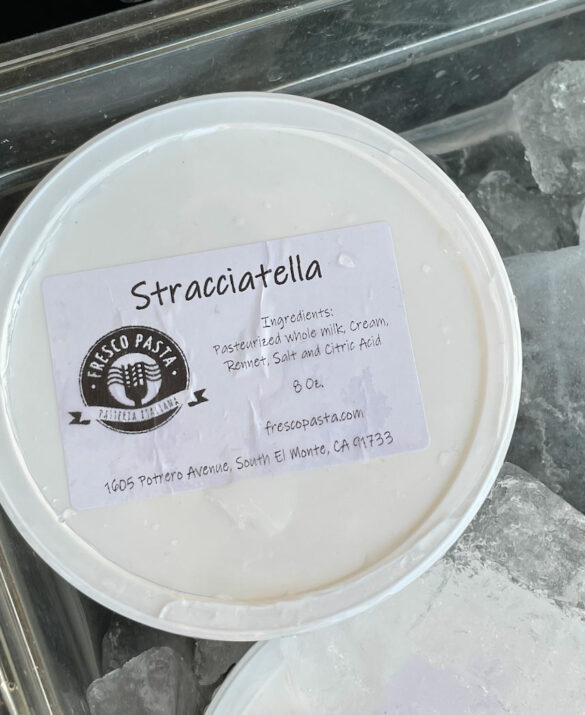 Stracciatella
FRESCO PASTA
PASTERIA ITALIANA
Ingredients:
Pasteurized whole milk, Cream,
Rennet, Salt and Citric Acid
8 Oz.
frescopasta.com
1605 Potrero Avenue, South El Monte, CA 91733